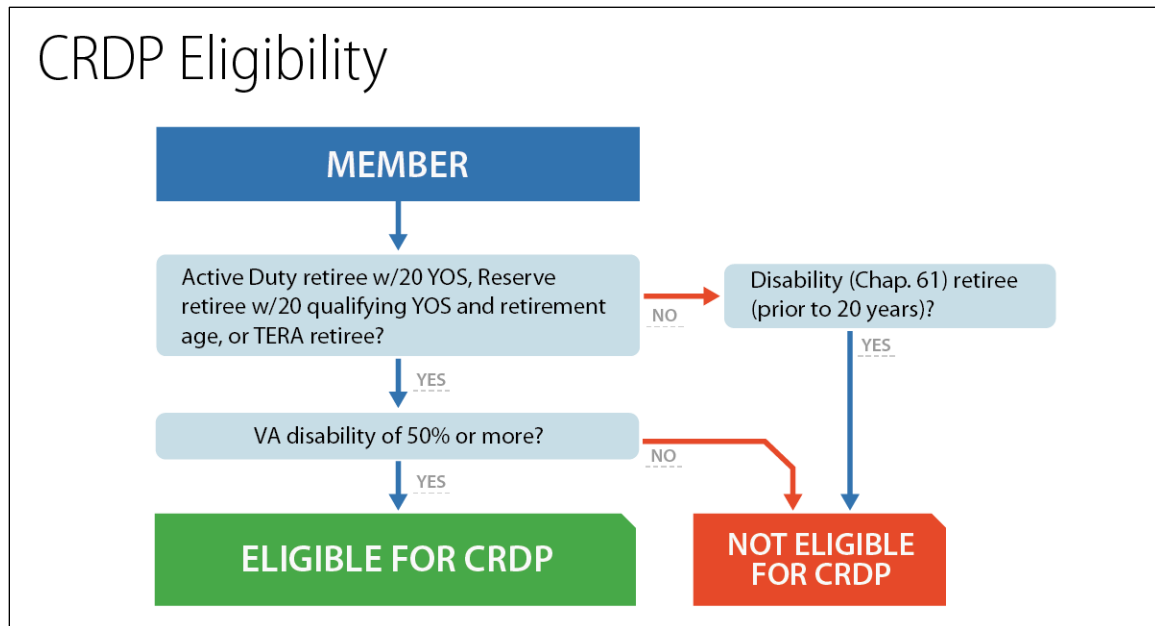 CRDP Eligibility
MEMBER
Active Duty retiree w/20 YOS, Reserve
retiree w/20 qualifying YOS and retirement
age, or TERA retiree?
NO
Disability (Chap. 61) retiree
(prior to 20 years)?
YES
YES
VA disability of 50% or more?
NO
YES
ELIGIBLE FOR CRDP
NOT ELIGIBLE
FOR CRDP